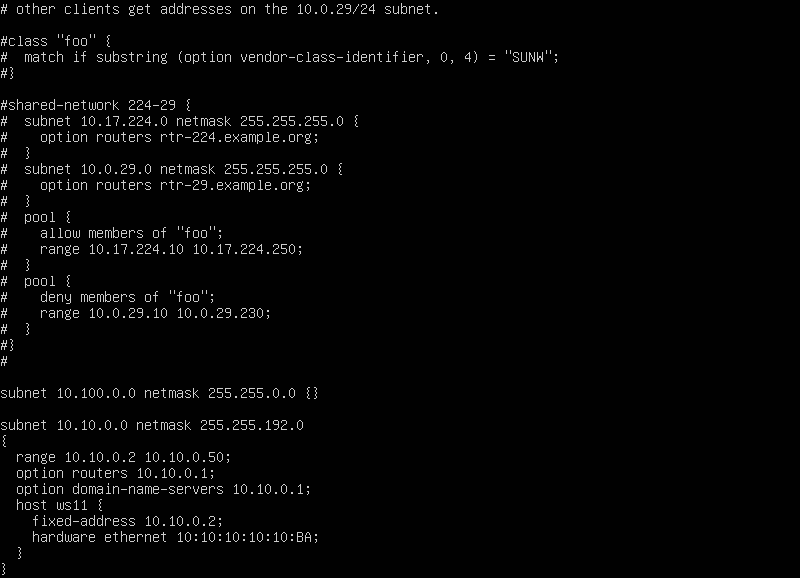 # other clients get addresses on the 10.0.29/24 subnet.

#class "foo" {
#  match if substring (option vendor-class-identifier, 0, 4) = "SUNW";
#}

#shared-network 224-29 {
#  subnet 10.17.224.0 netmask 255.255.255.0 {
#    option routers rtr-224.example.org;
#  }
#  subnet 10.0.29.0 netmask 255.255.255.0 {
#    option routers rtr-29.example.org;
#  }
#  pool {
#    allow members of "foo";
#    range 10.17.224.10 10.17.224.250;
#  }
#  pool {
#    deny members of "foo";
#    range 10.0.29.10 10.0.29.230;
#  }
#}
#

subnet 10.100.0.0 netmask 255.255.0.0 {}

subnet 10.10.0.0 netmask 255.255.192.0
{
  range 10.10.0.2 10.10.0.50;
  option routers 10.10.0.1;
  option domain-name-servers 10.10.0.1;
  host ws11 {
    fixed-address 10.10.0.2;
    hardware ethernet 10:10:10:10:10:BA;
  }
}